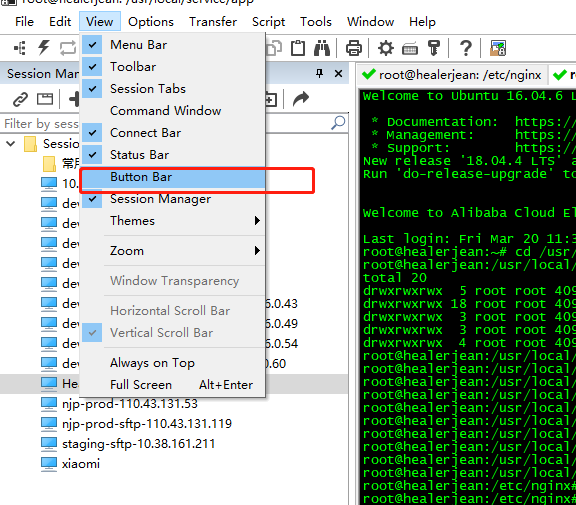 root@healerjean: /usr/local/service/app
File Edit View Options Transfer Script Tools Window Help
Session Man
Filter by sess
Sessio
常用
10.
dev
dev
dev
dev
dev
dev
dev
dev
6.0.43
6.0.49
6.0.54
.60
Hea
njp-prod-110.43.131.53
njp-prod-sftp-110.43.131.119
staging-sftp-10.38.161.211
xiaomi
Menu Bar
Toolbar
Session Tabs
Command Window
Connect Bar
Status Bar
Button Bar
Session Manager
Themes
Zoom
Window Transparency
Horizontal Scroll Bar
Vertical Scroll Bar
Always on Top
Full Screen Alt+Enter
root@healerjean: /etc/nginx
root
Welcome to Ubuntu 16.04.6 L
* Documentation: https:/
* Management: https:/
* Support: https:/
New release '18.04.4 LTS' a
Run 'do-release-upgrade' to
Welcome to Alibaba Cloud El
Last login: Fri Mar 20 11:3
root@healerjean:~# cd /usr/
root@healerjean:/usr/local/
total 20
drwxrwxrwx 5 root root 409
drwxrwxrwx 18 root root 409
drwxrwxrwx 3 root root 409
drwxrwxrwx 3 root root 409
drwxrwxrwx 4 root root 409
root@healerjean:/usr/local/
root@healerjean:/usr/local/
root@healerjean:/usr/local/
root@healerjean:/usr/local/
root@healerjean:/usr/local/
root@healerjean:/usr/local/
root@healerjean:/usr/local/
root@healerjean:/etc/nginx#
root@healerjean:/etc/nginx#